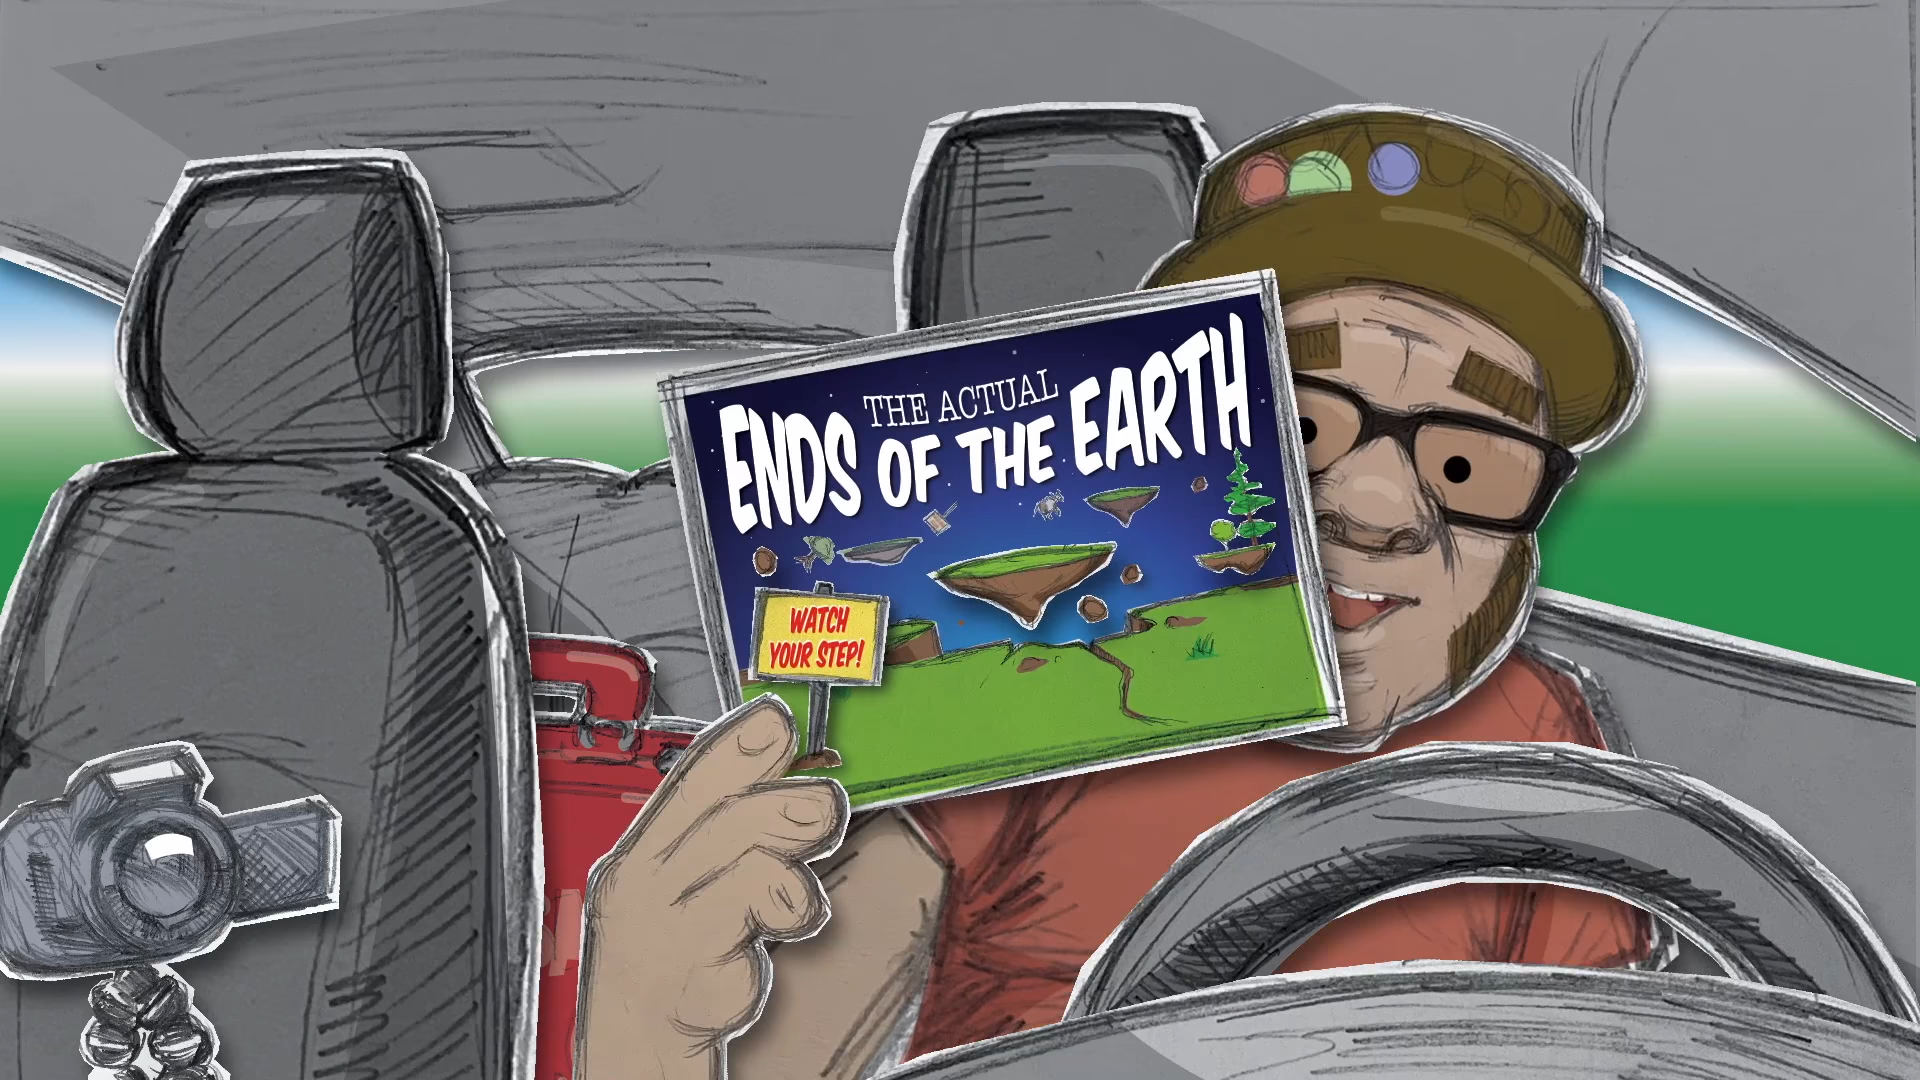 THE ACTUAL
ENDS OF THE EARTH
WATCH
YOUR STEP!